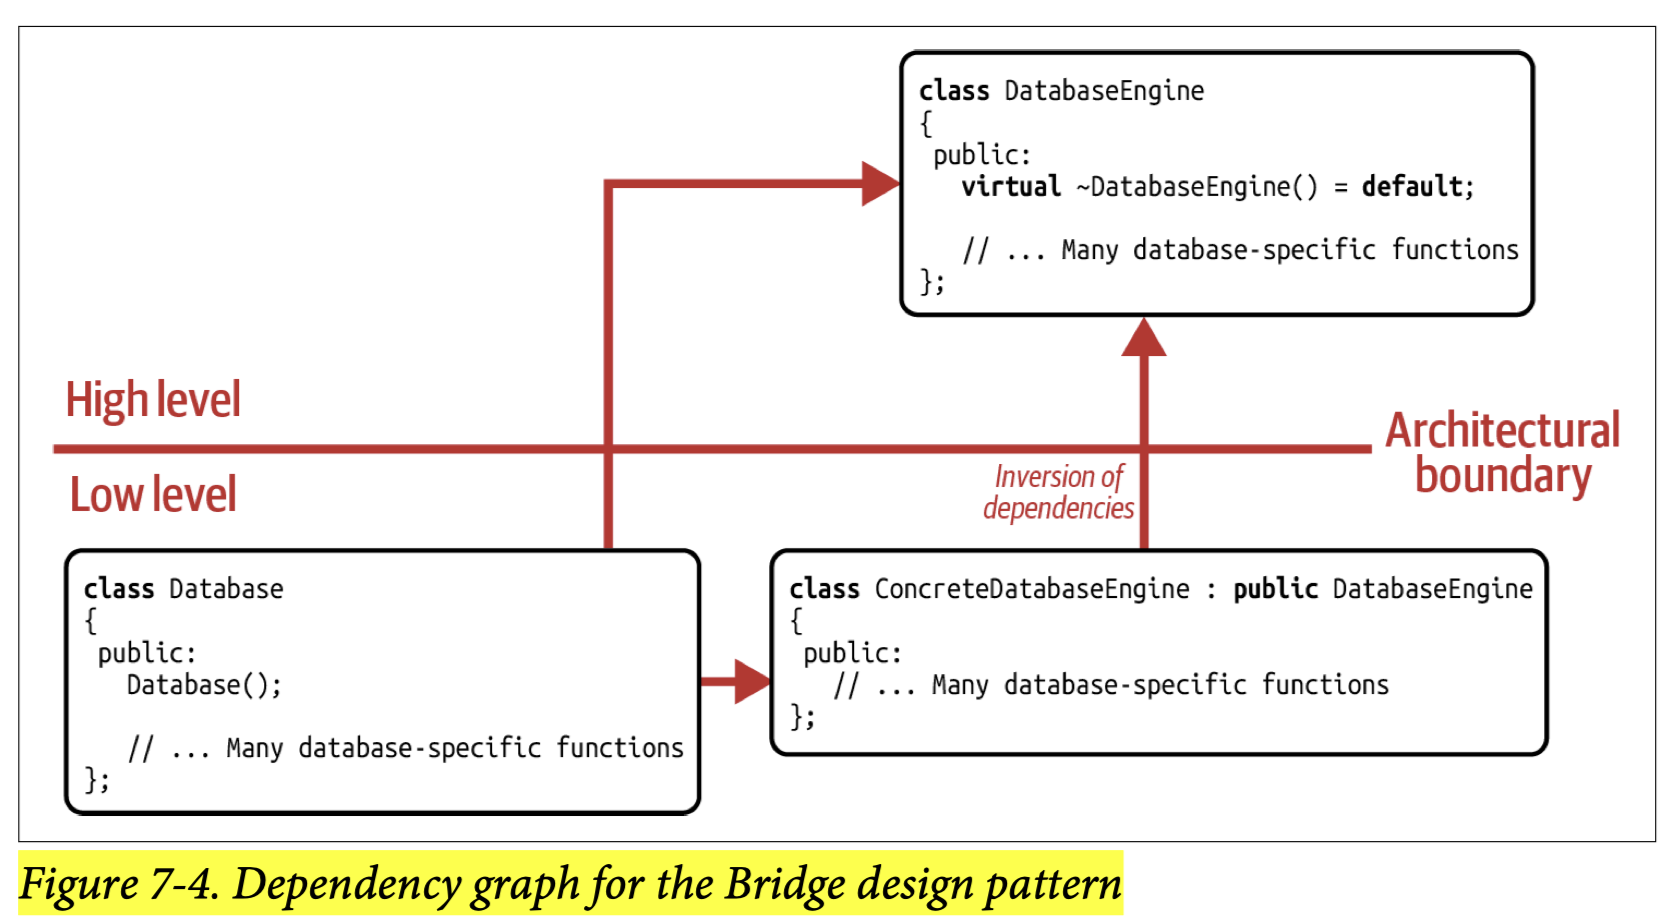 class DatabaseEngine
{
public:
virtual ~DatabaseEngine() = default;
// ... Many database-specific functions
};
High level
Architectural
boundary
Low level
Inversion of
dependencies
class Database
{
public:
Database();
// ... Many database-specific functions
};
class ConcreteDatabaseEngine : public DatabaseEngine
{
public:
// ... Many database-specific functions
};
Figure 7-4. Dependency graph for the Bridge design pattern